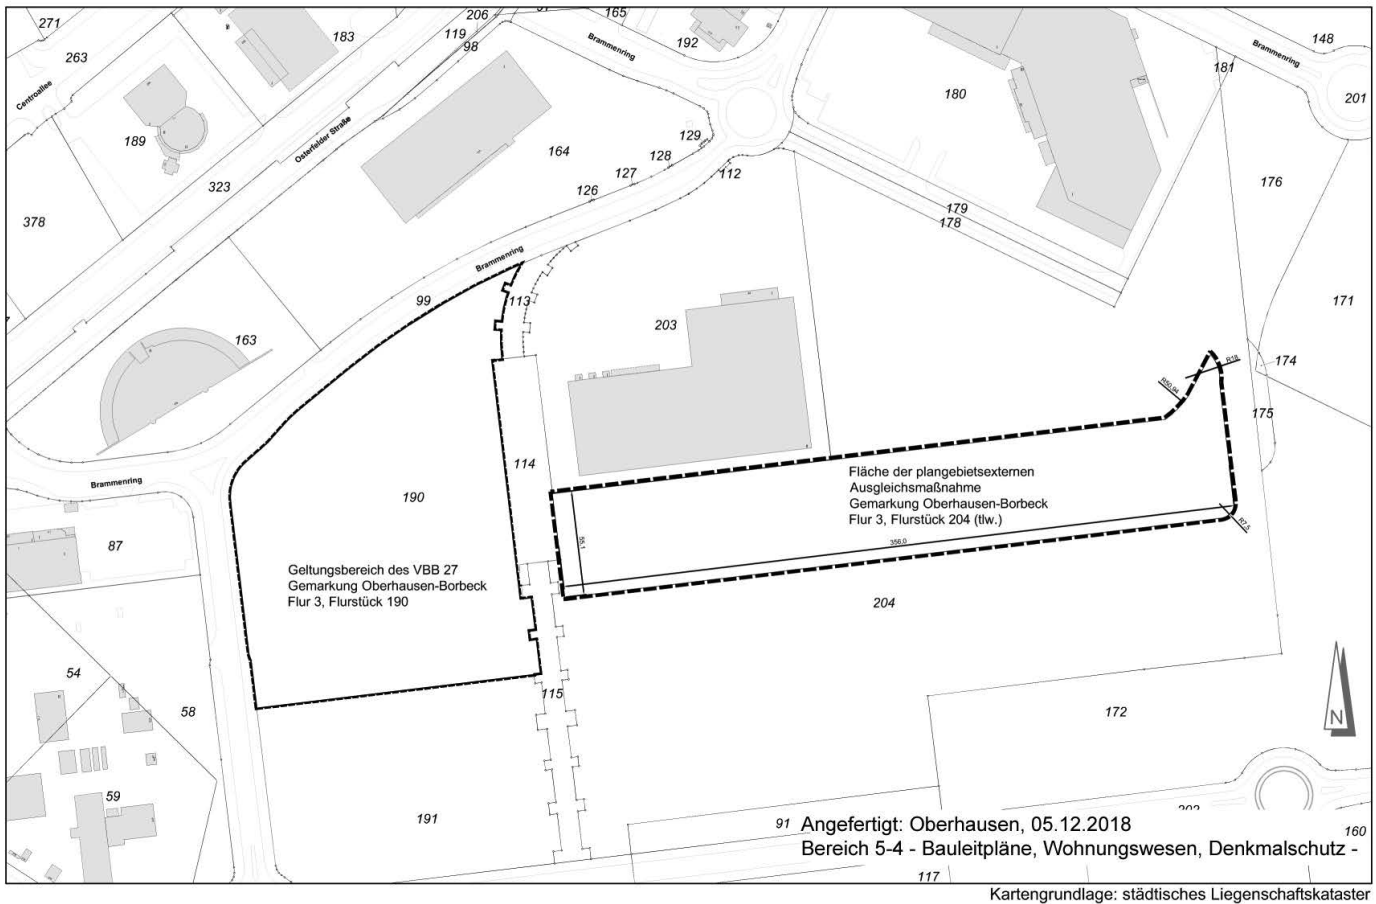 271
206
165
183
119
98
192
148
263
Brammenring
Brammenring
181
Centroallee
180
201
189
Osterfelder Straße
164
129
128
127
112
126
176
323
378
179
178
Brammenring
99
113
171
203
163
174
R18
R50,94
175
114
Brammenring
190
Fläche der plangebietsexternen
Ausgleichsmaßnahme
Gemarkung Oberhausen-Borbeck
Flur 3, Flurstück 204 (tlw.)
R7,5
55,1
356,0
87
Geltungsbereich des VBB 27
Gemarkung Oberhausen-Borbeck
Flur 3, Flurstück 190
204
54
115
58
172
N
59
191
91
Angefertigt: Oberhausen, 05.12.2018
160
Bereich 5-4 - Bauleitpläne, Wohnungswesen, Denkmalschutz -
117
Kartengrundlage: städtisches Liegenschaftskataster